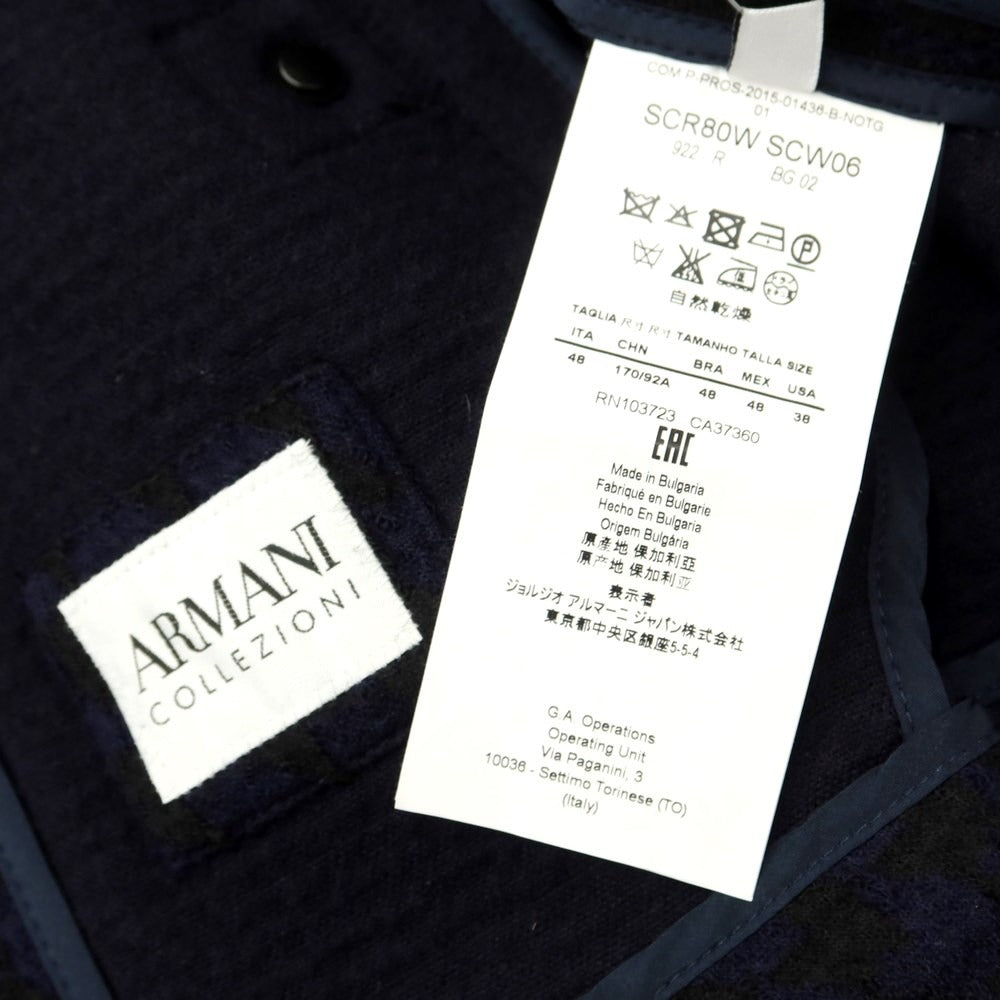 ARMANI
COLLEZIONI
COM.P-PROS-2015-01436-B-NOTG
01
SCR80W SCW06
922 R BG 02
P
自然乾燥
TAGLIA 尺寸 尺寸 TAMANHO TALLA SIZE
ITA CHN BRA MEX USA
48 170/92A 48 48 38
RN103723 CA37360
EAC
Made in Bulgaria
Fabriqué en Bulgarie
Hecho En Bulgaria
Origem Bulgária
原產地 保加利亞
原产地 保加利亚
表示者
ジョルジオ アルマーニ ジャパン株式会社
東京都中央区銀座5-5-4
G.A. Operations
Operating Unit
Via Paganini, 3
10036 - Settimo Torinese (TO)
(Italy)